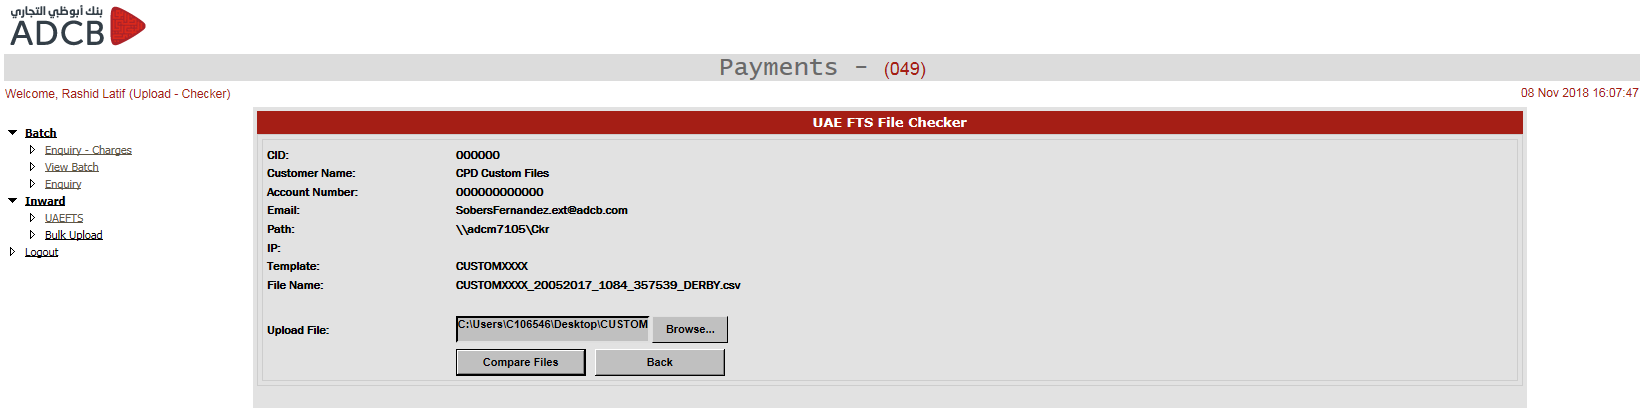 بنك أبوظبي التجاري
ADCB
Payments - (049)
Welcome, Rashid Latif (Upload - Checker)
08 Nov 2018 16:07:47
Batch
Enquiry - Charges
View Batch
Enquiry
Inward
UAEFTS
Bulk Upload
Logout
UAE FTS File Checker
CID: 000000
Customer Name: CPD Custom Files
Account Number: 000000000000
Email: SobersFernandez.ext@adcb.com
Path: \\adcm7105\Ckr
IP:
Template: CUSTOMXXXX
File Name: CUSTOMXXXX_20052017_1084_357539_DERBY.csv
Upload File: C:\Users\C106546\Desktop\CUSTOM Browse...
Compare Files Back